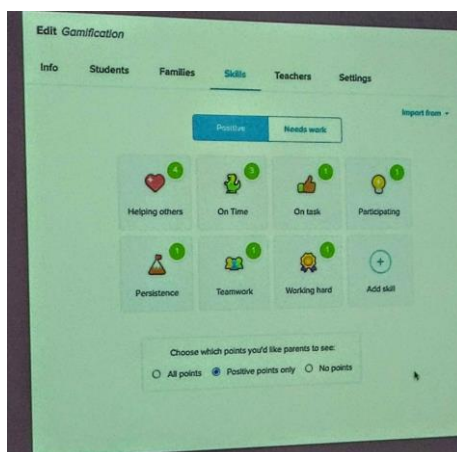 Edit Gamification
Info Students Families Skills Teachers Settings
Import from
Positive Needs work
4 3 1 1
Helping others On Time On task Participating
1 1 1
Persistence Teamwork Working hard Add skill
Choose which points you'd like parents to see:
All points Positive points only No points